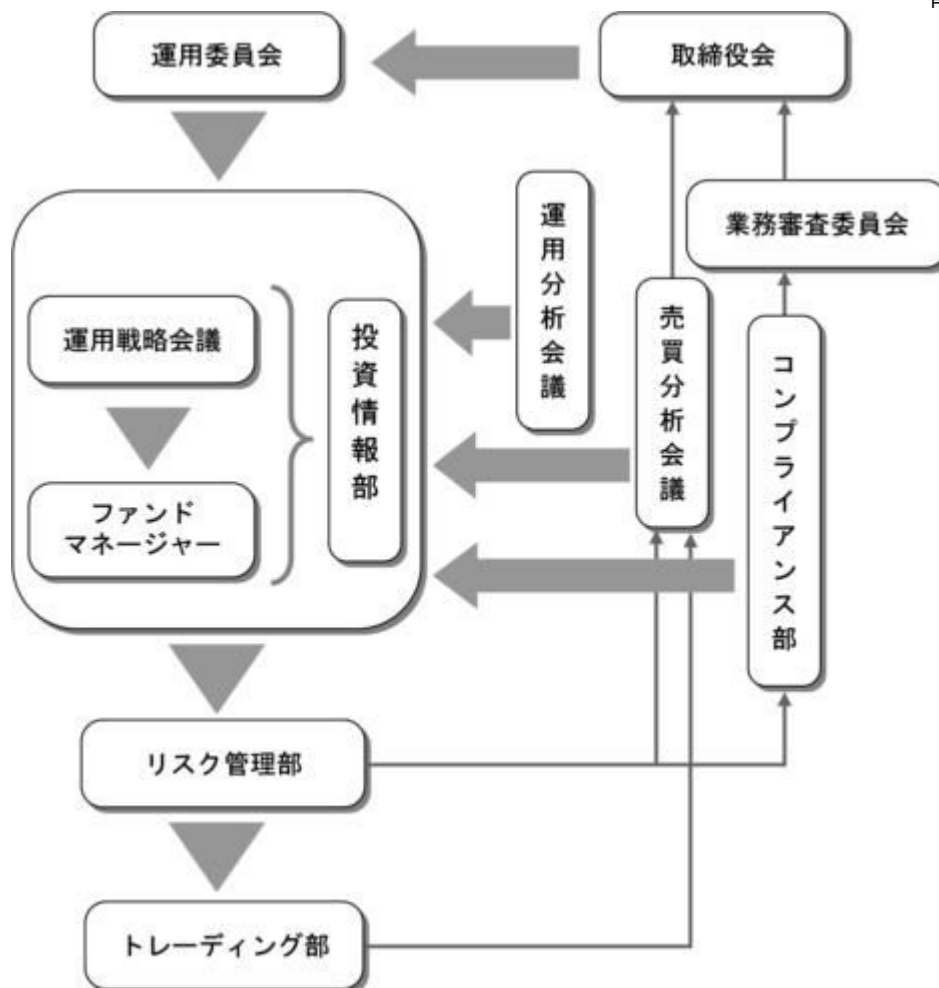 運用委員会
取締役会
業務審査委員会
運用分析会議
売買分析会議
コンプライアンス部
運用戦略会議
投資情報部
ファンド
マネージャー
リスク管理部
トレーディング部